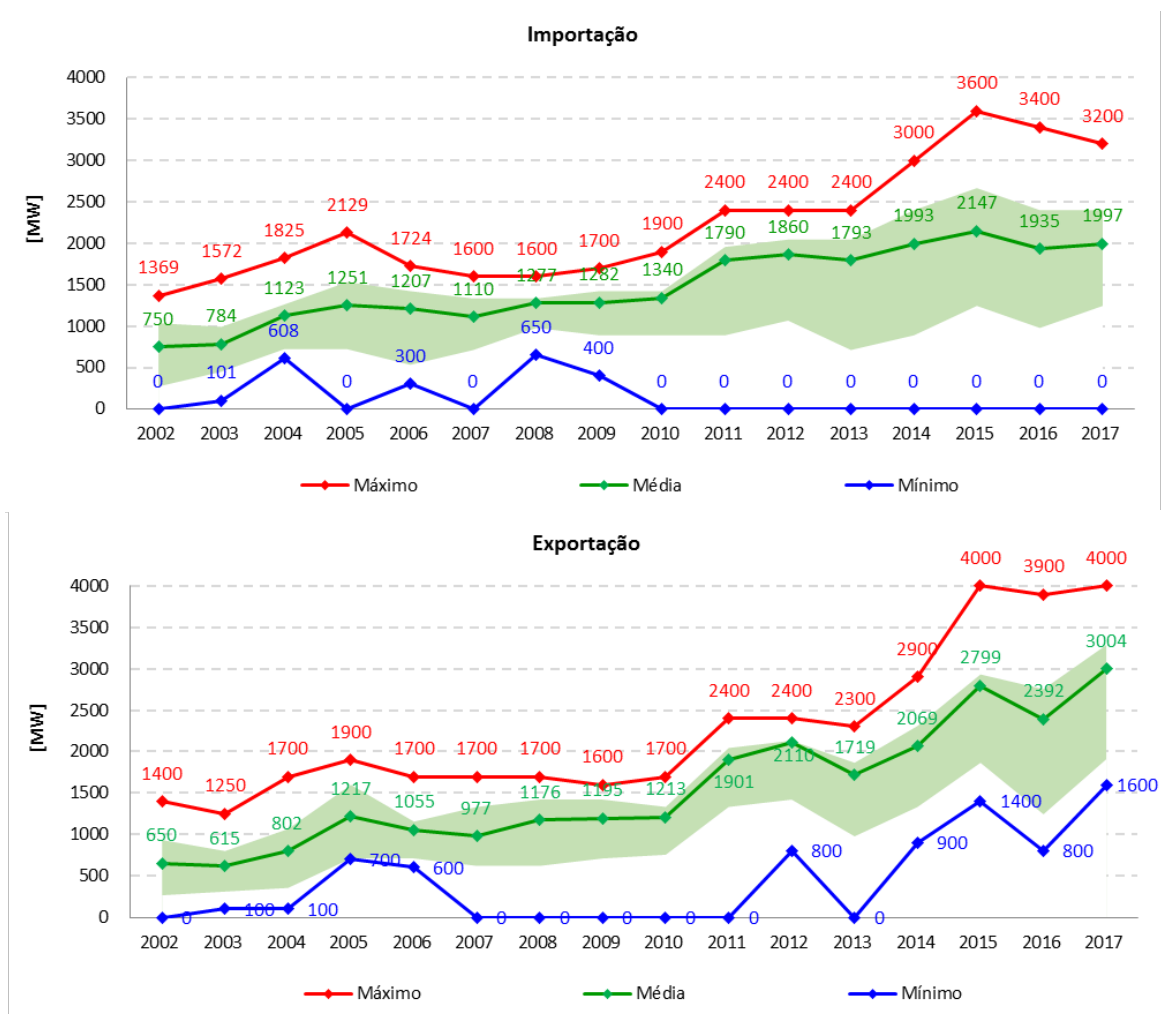 Importação
[MW]
4000
3500
3000
2500
2000
1500
1000
500
0
1369 1572 1825 2129 1724 1600 1600 1700 1900 2400 2400 2400 3000 3600 3400 3200
750 784 1123 1251 1207 1110 1277 1282 1340 1790 1860 1793 1993 2147 1935 1997
0 101 608 0 300 0 650 400 0 0 0 0 0 0 0 0
2002 2003 2004 2005 2006 2007 2008 2009 2010 2011 2012 2013 2014 2015 2016 2017
Máximo Média Mínimo
Exportação
[MW]
4000
3500
3000
2500
2000
1500
1000
500
0
1400 1250 1700 1900 1700 1700 1700 1600 1700 2400 2400 2300 2900 4000 3900 4000
650 615 802 1217 1055 977 1176 1195 1213 1901 2110 1719 2069 2799 2392 3004
0 100 100 700 600 0 0 0 0 0 800 0 900 1400 800 1600
2002 2003 2004 2005 2006 2007 2008 2009 2010 2011 2012 2013 2014 2015 2016 2017
Máximo Média Mínimo